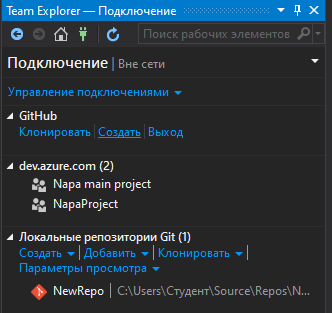 Team Explorer — Подключение
Поиск рабочих элементов
Подключение | Вне сети
Управление подключениями
GitHub
Клонировать Создать Выход
dev.azure.com (2)
Napa main project
NapaProject
Локальные репозитории Git (1)
Создать | Добавить | Клонировать |
Параметры просмотра
NewRepo | C:\Users\Студент\Source\Repos\N...